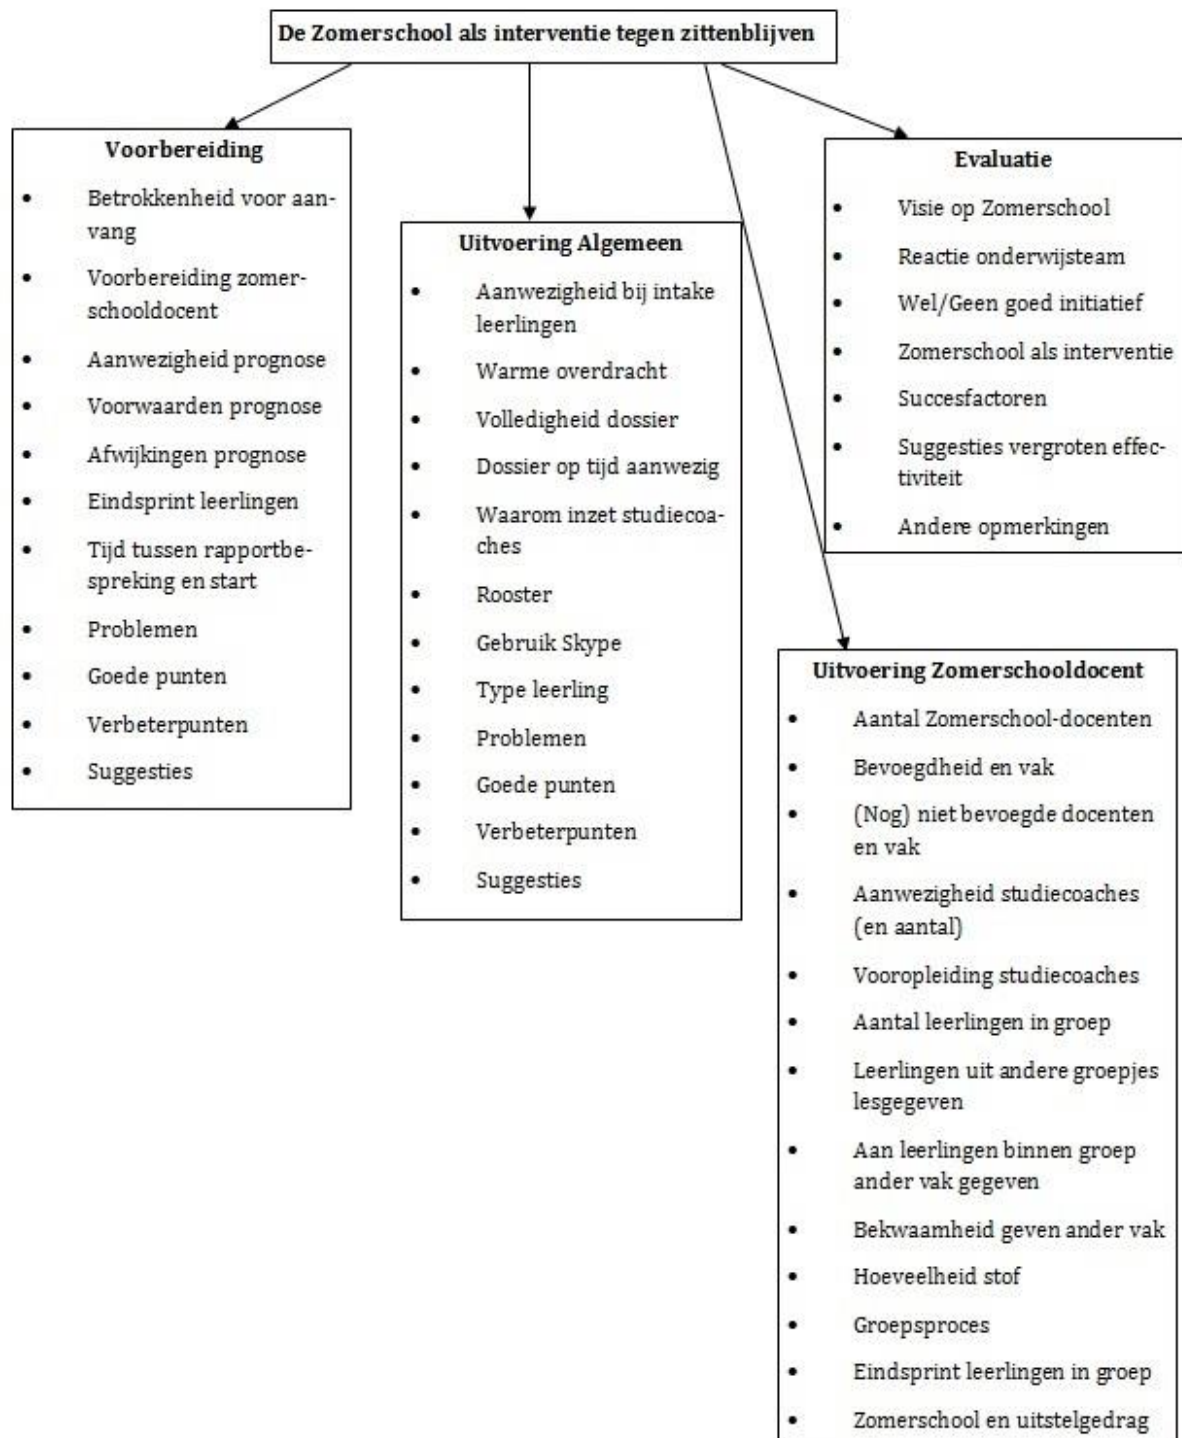 De Zomerschool als interventie tegen zittenblijven
Voorbereiding
• Betrokkenheid voor aan-
vang
• Voorbereiding zomer-
schooldocent
• Aanwezigheid prognose
• Voorwaarden prognose
• Afwijkingen prognose
• Eindsprint leerlingen
• Tijd tussen rapportbe-
spreking en start
• Problemen
• Goede punten
• Verbeterpunten
• Suggesties
Uitvoering Algemeen
• Aanwezigheid bij intake
leerlingen
• Warme overdracht
• Volledigheid dossier
• Dossier op tijd aanwezig
• Waarom inzet studiecoa-
ches
• Rooster
• Gebruik Skype
• Type leerling
• Problemen
• Goede punten
• Verbeterpunten
• Suggesties
Evaluatie
• Visie op Zomerschool
• Reactie onderwijsteam
• Wel/Geen goed initiatief
• Zomerschool als interventie
• Succesfactoren
• Suggesties vergroten effec-
tiviteit
• Andere opmerkingen
Uitvoering Zomerschooldocent
• Aantal Zomerschool-docenten
• Bevoegdheid en vak
• (Nog) niet bevoegde docenten
en vak
• Aanwezigheid studiecoaches
(en aantal)
• Vooropleiding studiecoaches
• Aantal leerlingen in groep
• Leerlingen uit andere groepjes
lesgegeven
• Aan leerlingen binnen groep
ander vak gegeven
• Bekwaamheid geven ander vak
• Hoeveelheid stof
• Groepsproces
• Eindsprint leerlingen in groep
• Zomerschool en uitstelgedrag